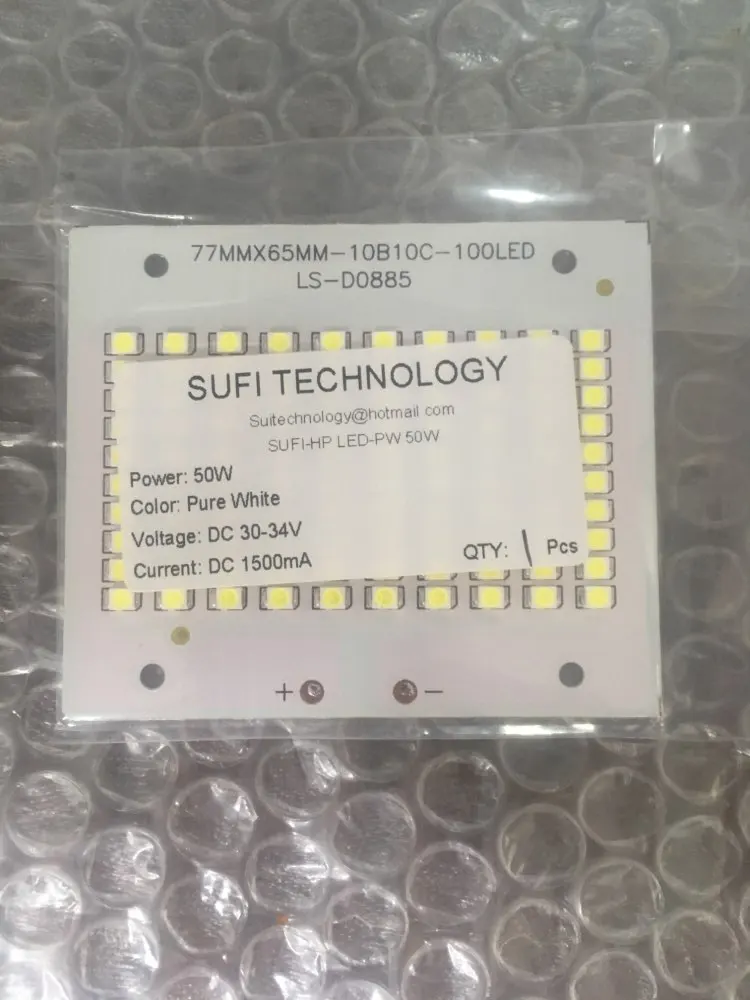 77MMX65MM-10B10C-100LED
LS-D0885
SUFI TECHNOLOGY
Suitechnology@hotmail com
SUFI-HP LED-PW 50W
Power: 50W
Color: Pure White
Voltage: DC 30-34V
Current: DC 1500mA
QTY: \ Pcs
+ -